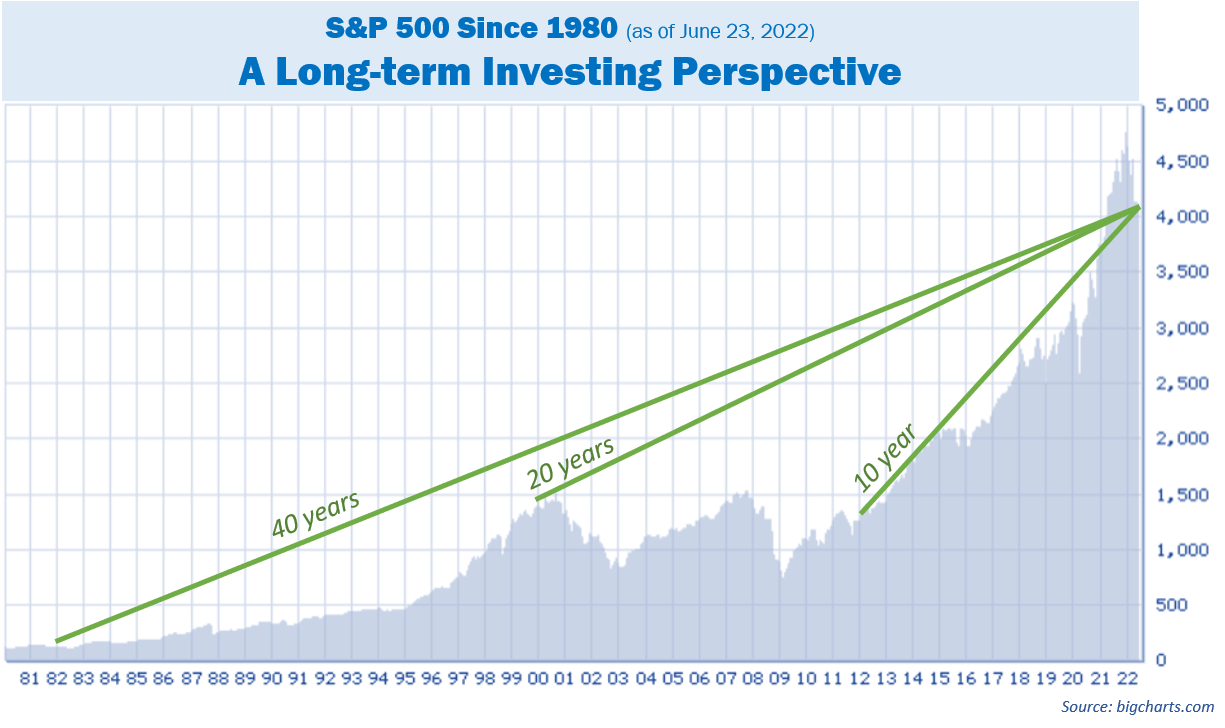 S&P 500 Since 1980 (as of June 23, 2022)
A Long-term Investing Perspective
5,000
4,500
4,000
3,500
3,000
2,500
2,000
1,500
1,000
500
0
40 years
20 years
10 year
81 82 83 84 85 86 87 88 89 90 91 92 93 94 95 96 97 98 99 00 01 02 03 04 05 06 07 08 09 10 11 12 13 14 15 16 17 18 19 20 21 22
Source: bigcharts.com